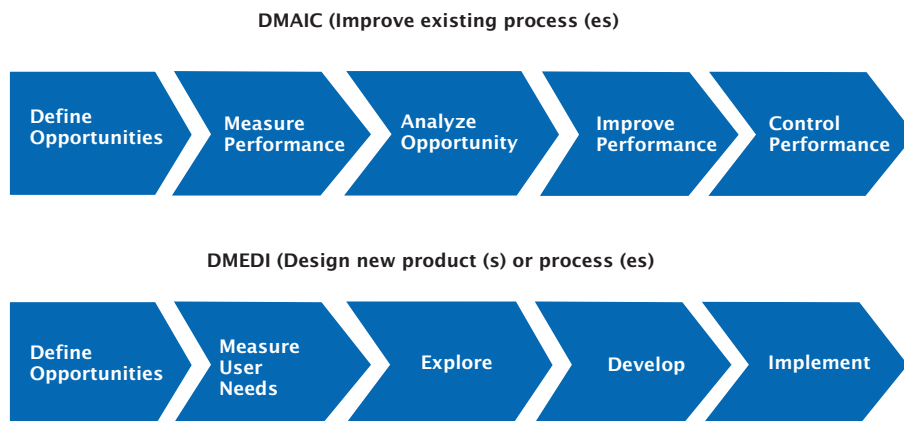 DMAIC (Improve existing process (es)
Define
Opportunities
Measure
Performance
Analyze
Opportunity
Improve
Performance
Control
Performance
DMEDI (Design new product (s) or process (es)
Define
Opportunities
Measure
User
Needs
Explore
Develop
Implement